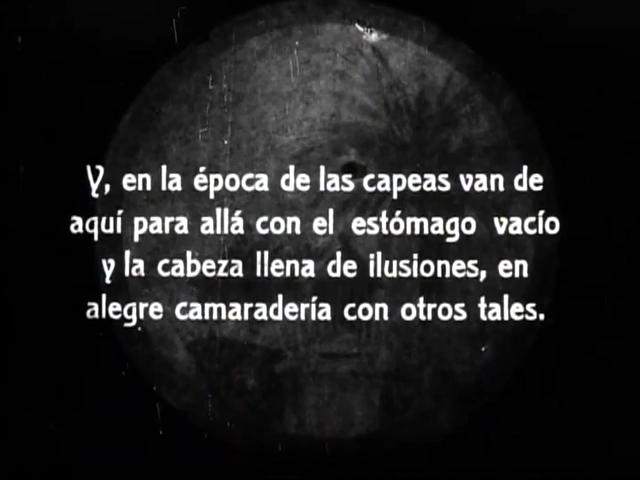 Y, en la época de las capeas van de
aquí para allá con el estómago vacío
y la cabeza llena de ilusiones, en
alegre camaradería con otros tales.